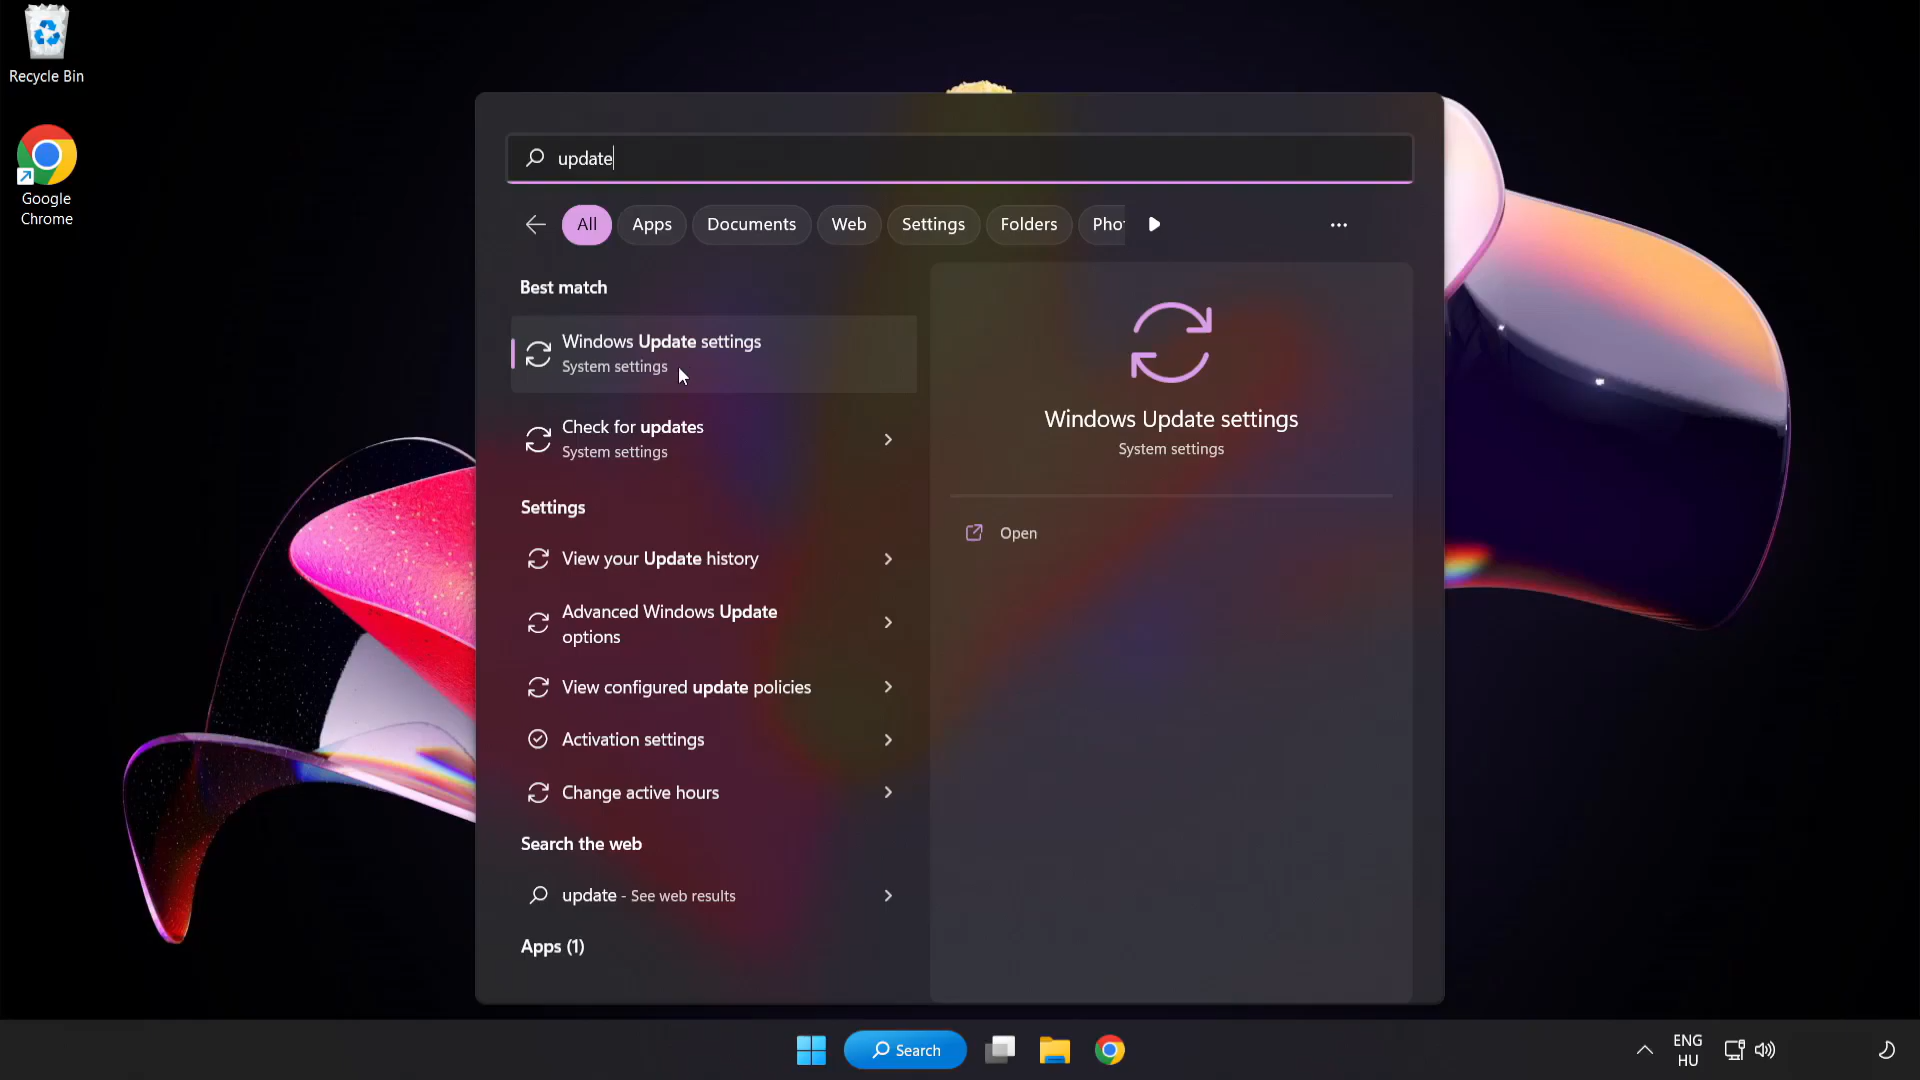 Recycle Bin
Google
Chrome
update
All
Apps
Documents
Web
Settings
Folders
Pho
Best match
Windows Update settings
System settings
Check for updates
System settings
Settings
View your Update history
Advanced Windows Update
options
View configured update policies
Activation settings
Change active hours
Search the web
update - See web results
Apps (1)
Windows Update settings
System settings
Open
Search
ENG
HU